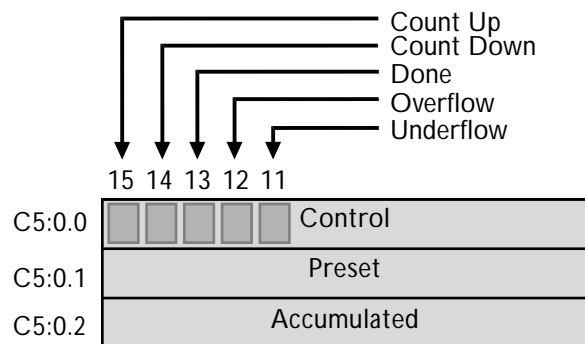 Count Up
Count Down
Done
Overflow
Underflow
15 14 13 12 11
C5:0.0 Control
C5:0.1 Preset
C5:0.2 Accumulated